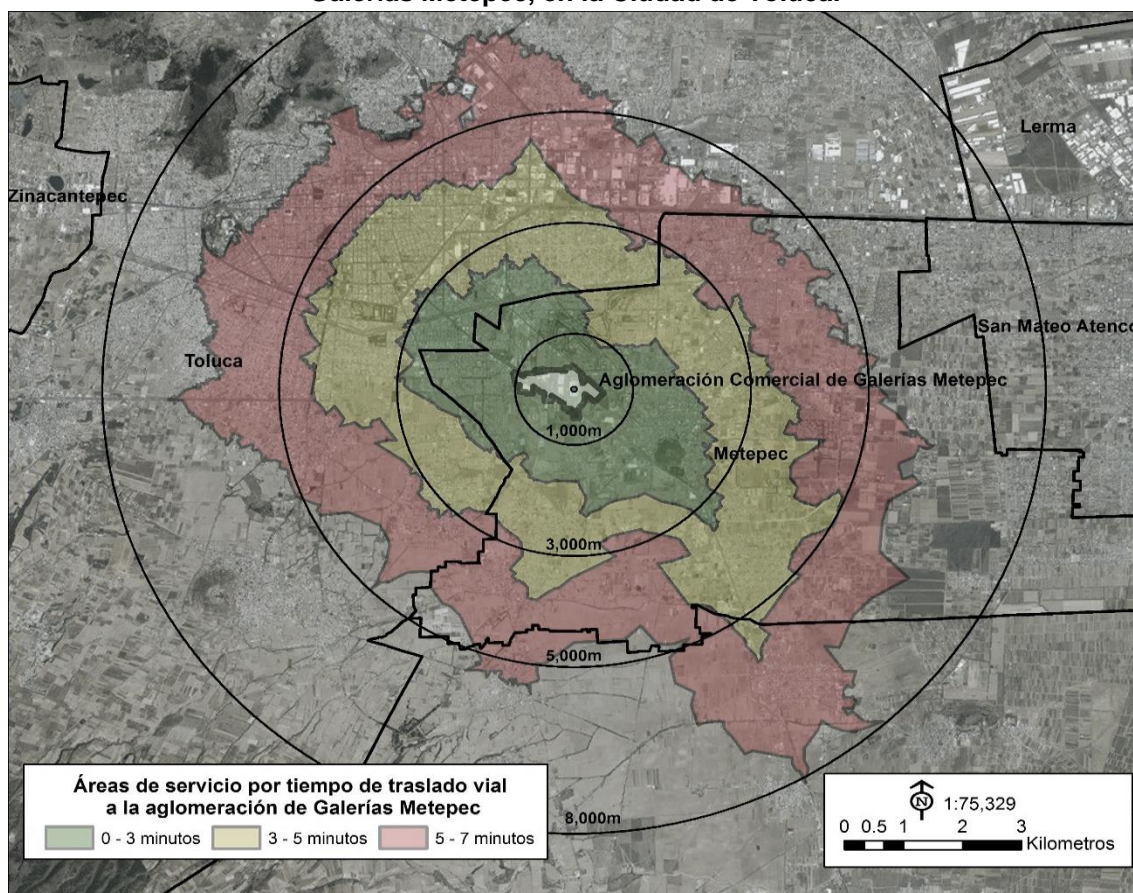 Galerías Metepec, en la Ciudad de Toluca.
Lerma
Zinacantepec
San Mateo Atenco
Toluca
Aglomeración Comercial de Galerías Metepec
1,000m
Metepec
3,000m
5,000m
8,000m
Áreas de servicio por tiempo de traslado vial
a la aglomeración de Galerías Metepec
0 - 3 minutos
3 - 5 minutos
5 - 7 minutos
N
1:75,329
0 0.5 1 2 3
Kilometros